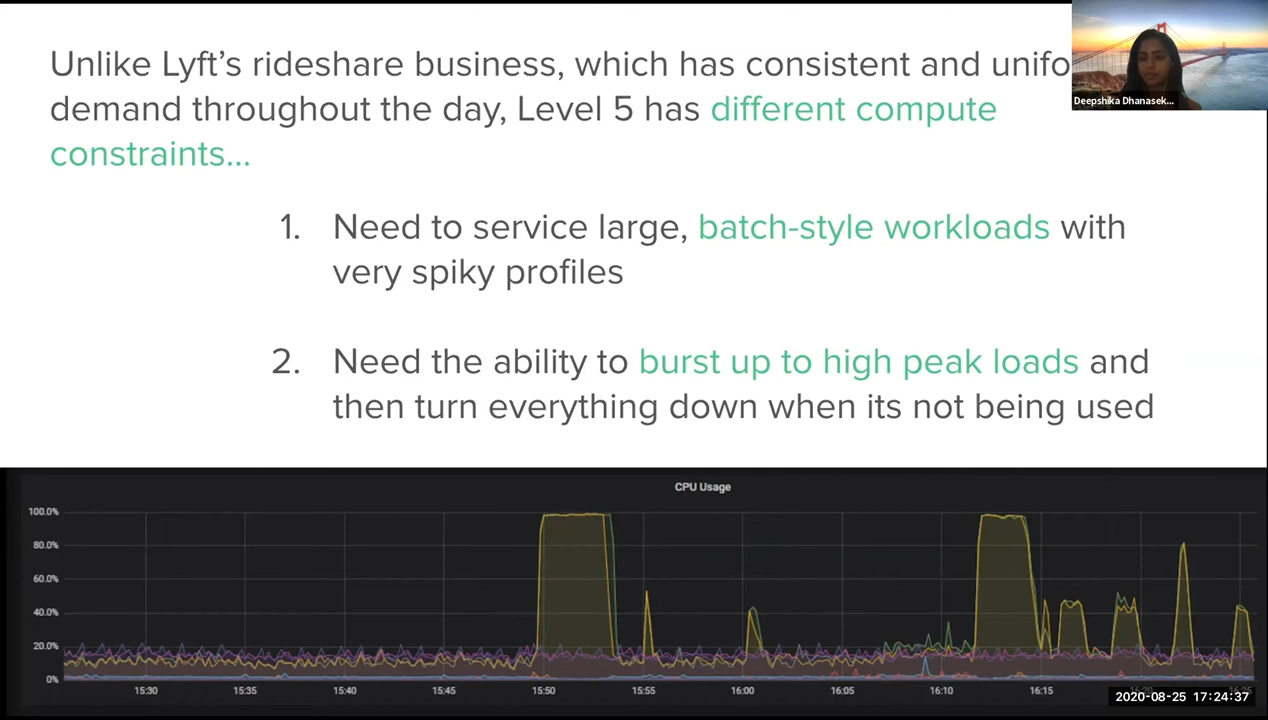 Unlike Lyft's rideshare business, which has consistent and unifo
demand throughout the day, Level 5 has different compute
constraints...
Deepshika Dhanasek...
1. Need to service large, batch-style workloads with
very spiky profiles
2. Need the ability to burst up to high peak loads and
then turn everything down when its not being used
CPU Usage
100.0%
80.0%
60.0%
40.0%
20.0%
0%
15:30 15:35 15:40 15:45 15:50 15:55 16:00 16:05 16:10 16:15
2020-08-25 17:24:37